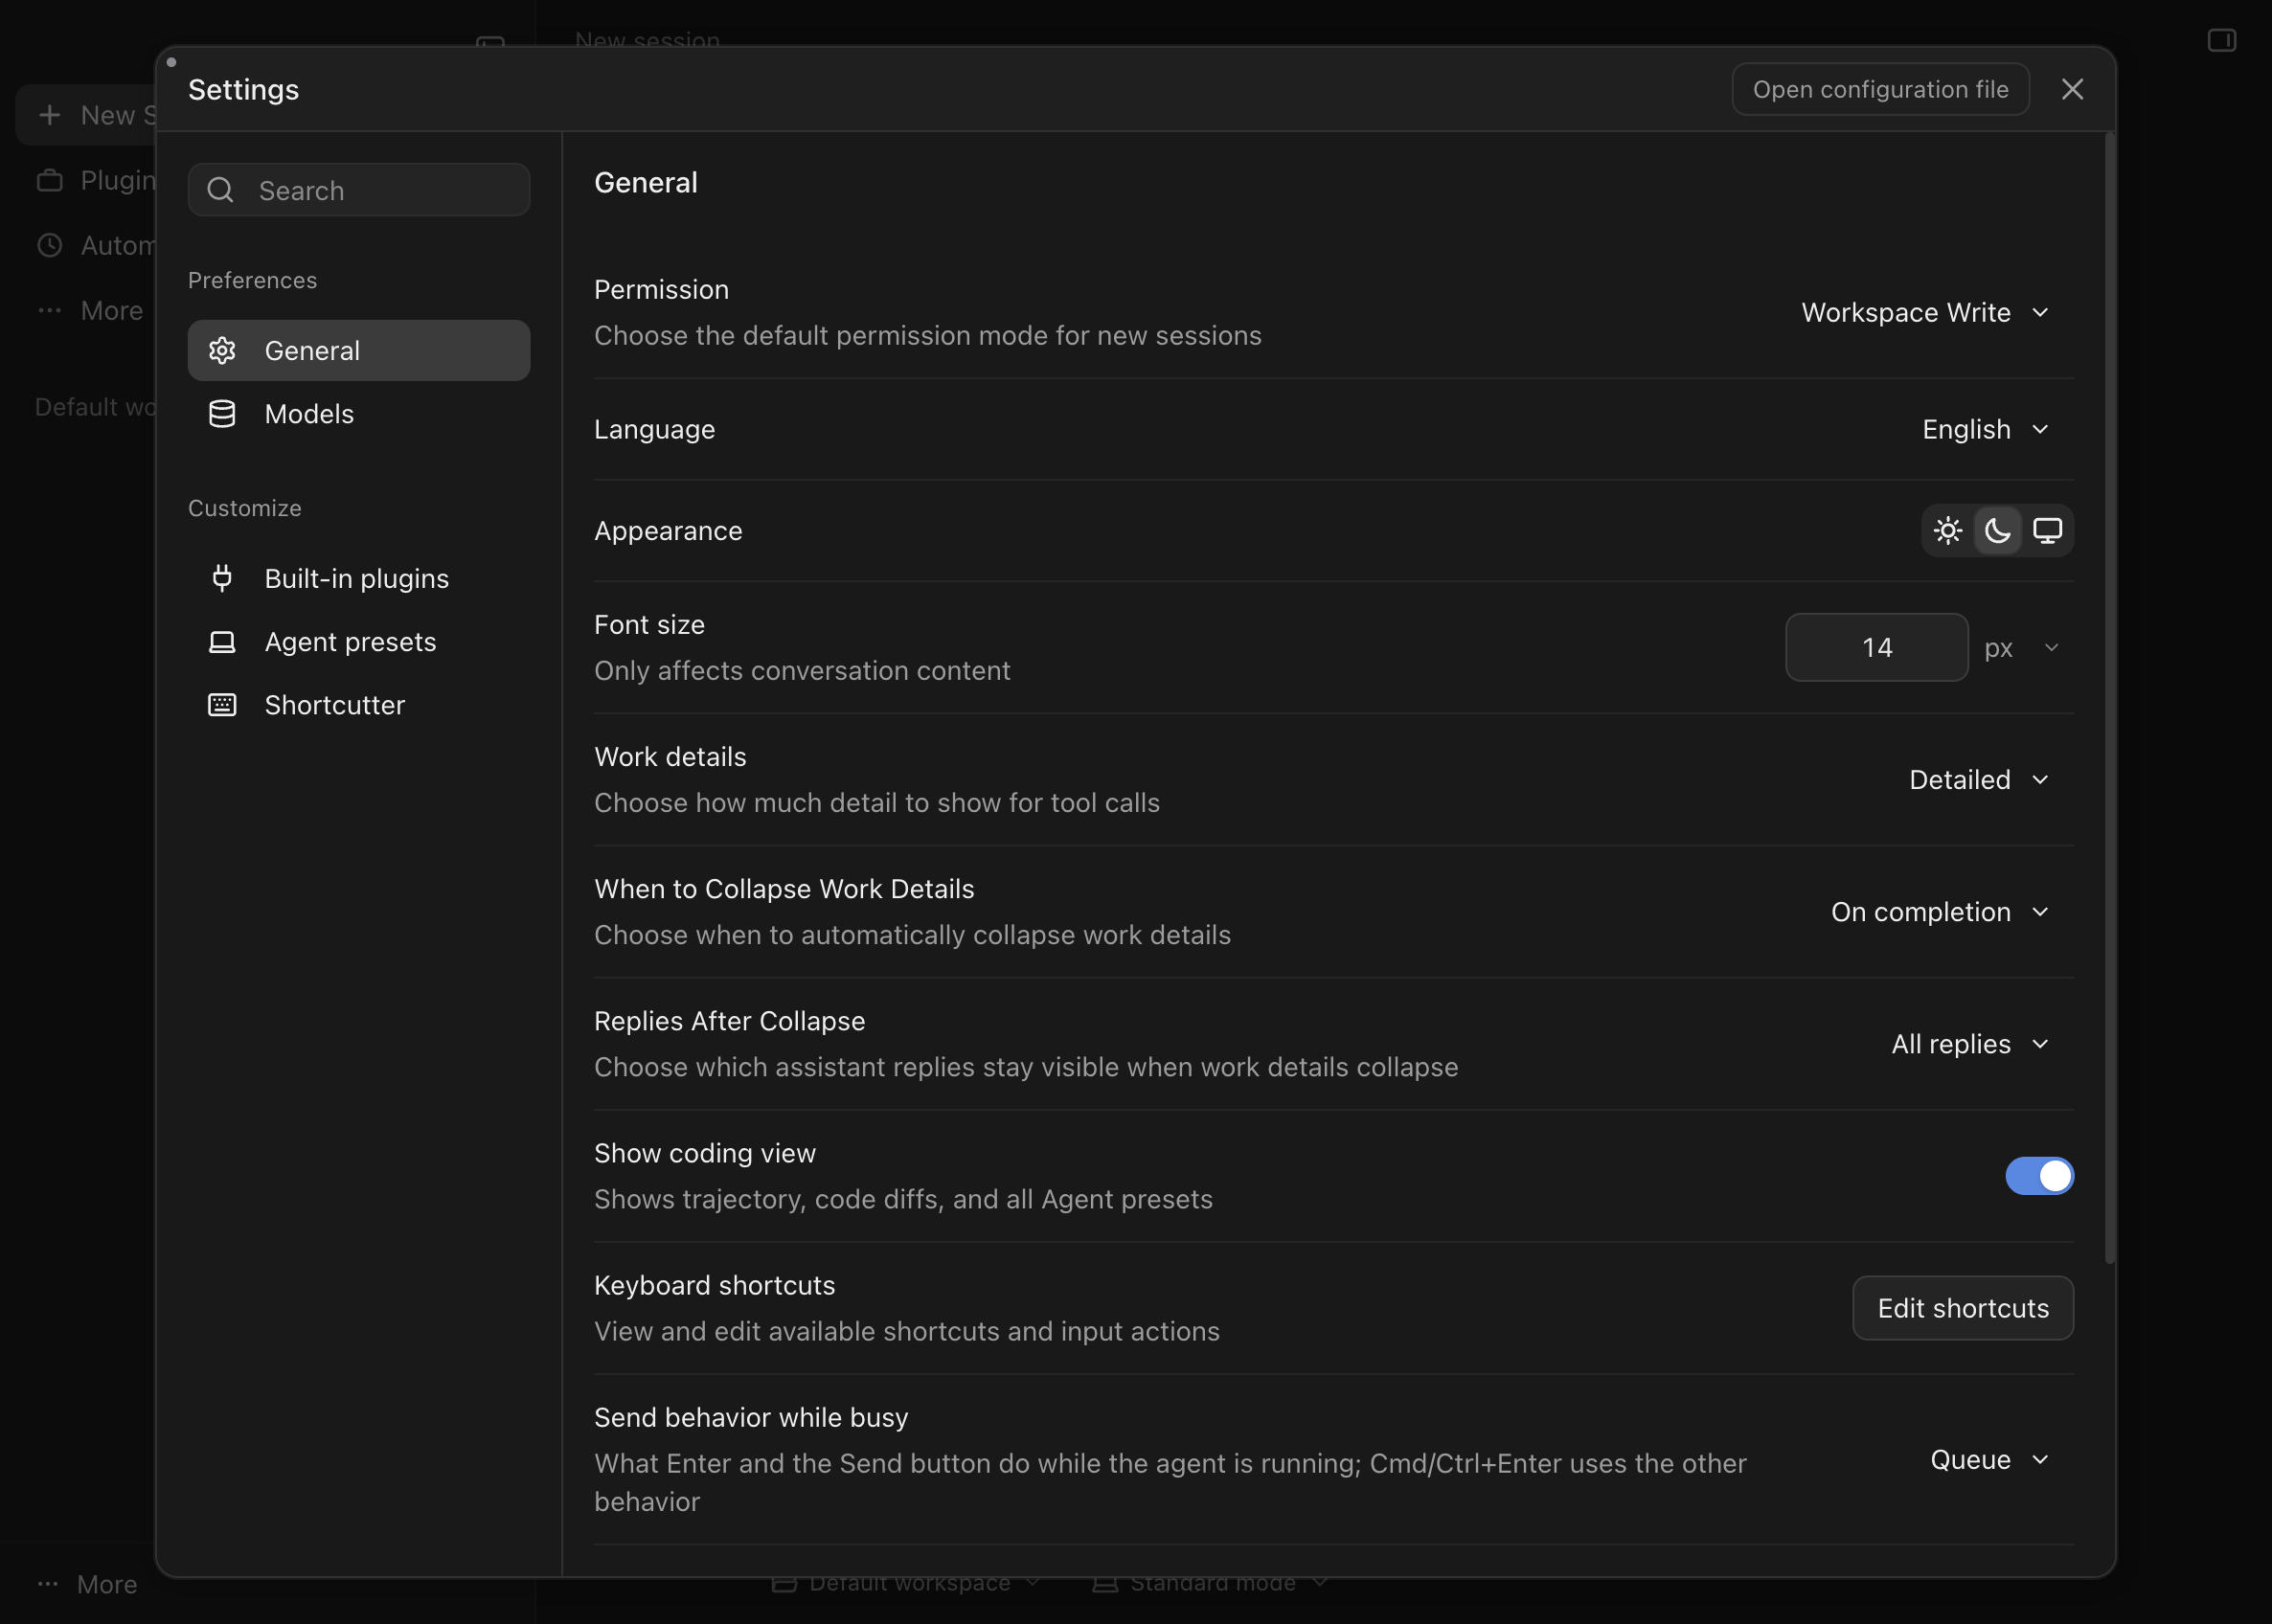 New session
New S
Plugin
Autom
More
Default wo
Settings
Open configuration file
Search
Preferences
General
Models
Customize
Built-in plugins
Agent presets
Shortcutter
General
Permission
Choose the default permission mode for new sessions
Workspace Write
Language
English
Appearance
Font size
Only affects conversation content
14
px
Work details
Choose how much detail to show for tool calls
Detailed
When to Collapse Work Details
Choose when to automatically collapse work details
On completion
Replies After Collapse
Choose which assistant replies stay visible when work details collapse
All replies
Show coding view
Shows trajectory, code diffs, and all Agent presets
Keyboard shortcuts
View and edit available shortcuts and input actions
Edit shortcuts
Send behavior while busy
What Enter and the Send button do while the agent is running; Cmd/Ctrl+Enter uses the other
behavior
Queue
More
Default workspace
Standard mode